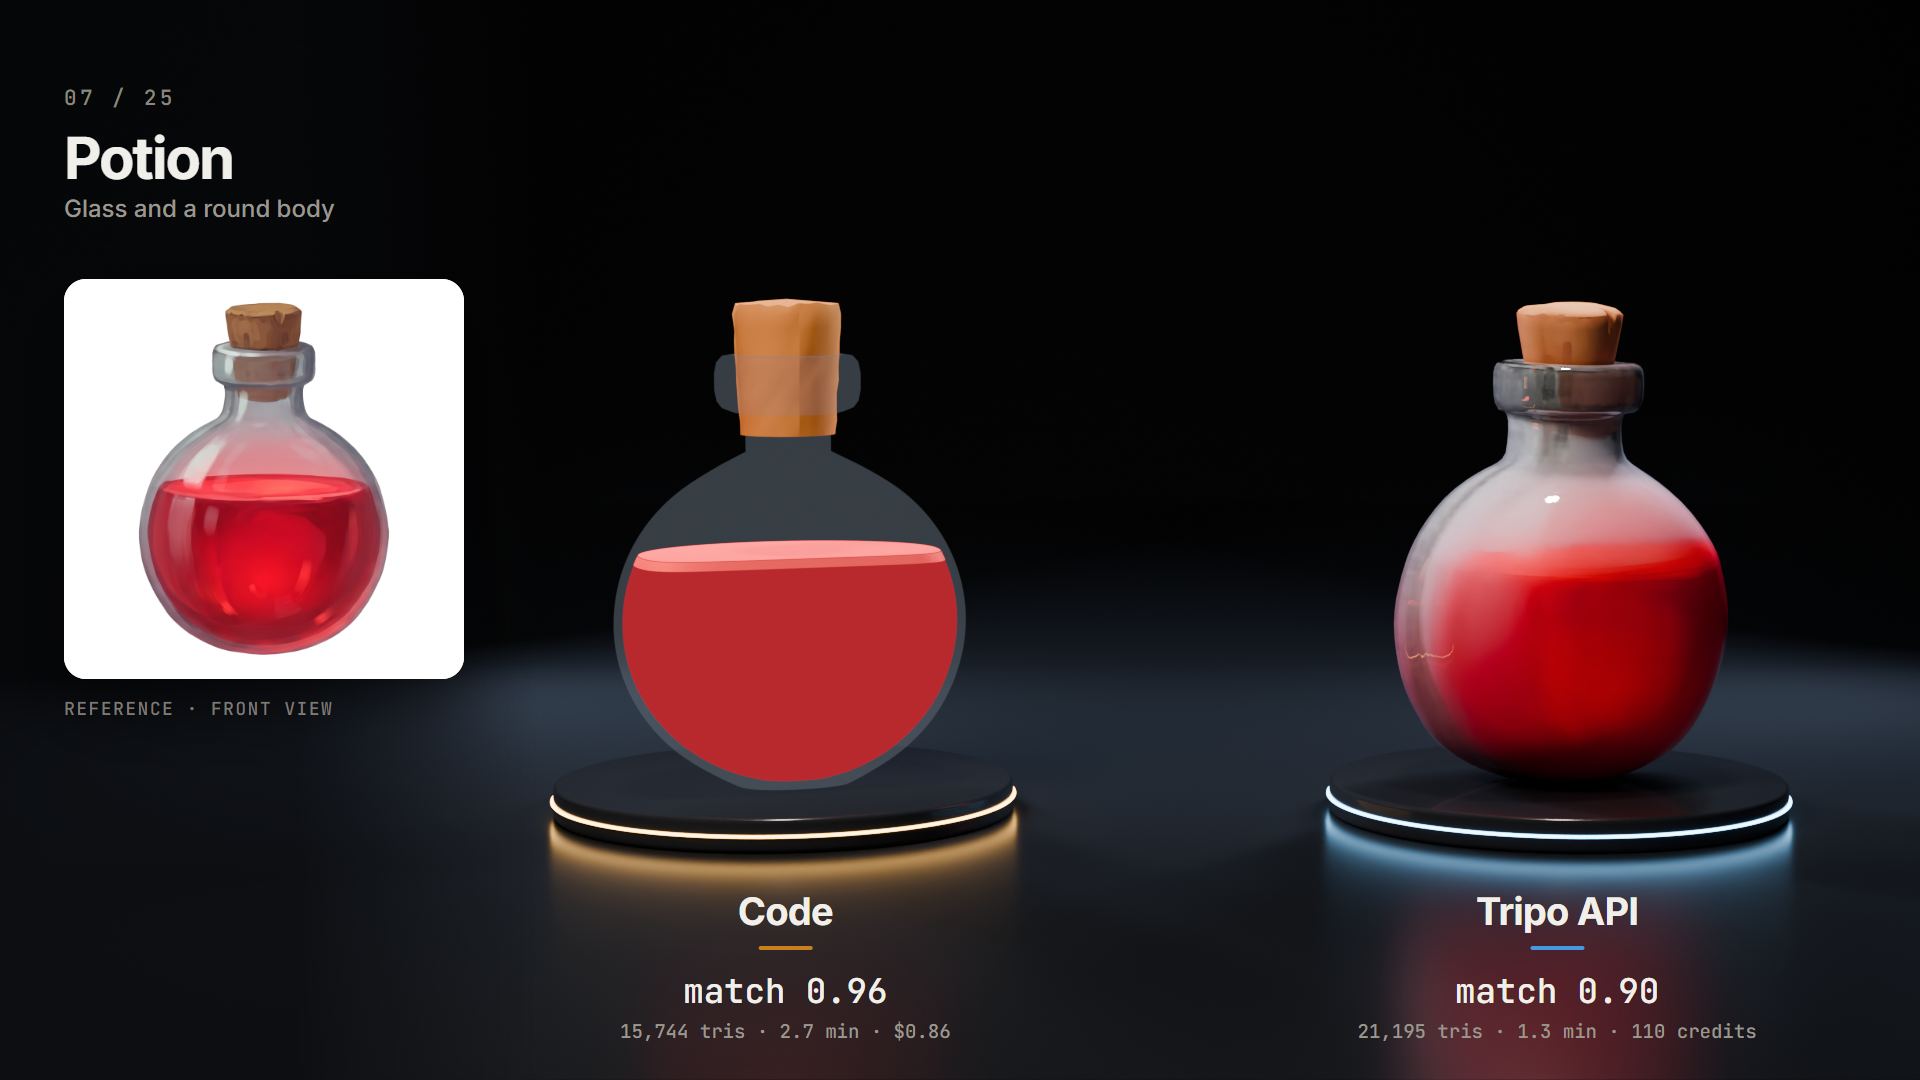 07 / 25
Potion
Glass and a round body
REFERENCE · FRONT VIEW
Code
match 0.96
15,744 tris · 2.7 min · $0.86
Tripo API
match 0.90
21,195 tris · 1.3 min · 110 credits